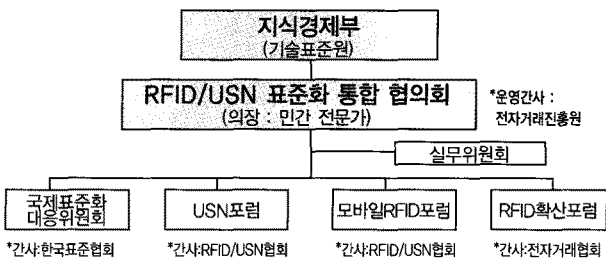 지식경제부
(기술표준원)
RFID/USN 표준화 통합 협의회
(의장 : 민간 전문가)
*운영간사 :
전자거래진흥원
실무위원회
국제표준화
대응위원회
USN포럼
모바일RFID포럼
RFID확산포럼
*간사:한국표준협회
*간사:RFID/USN협회
*간사:RFID/USN협회
*간사:전자거래협회